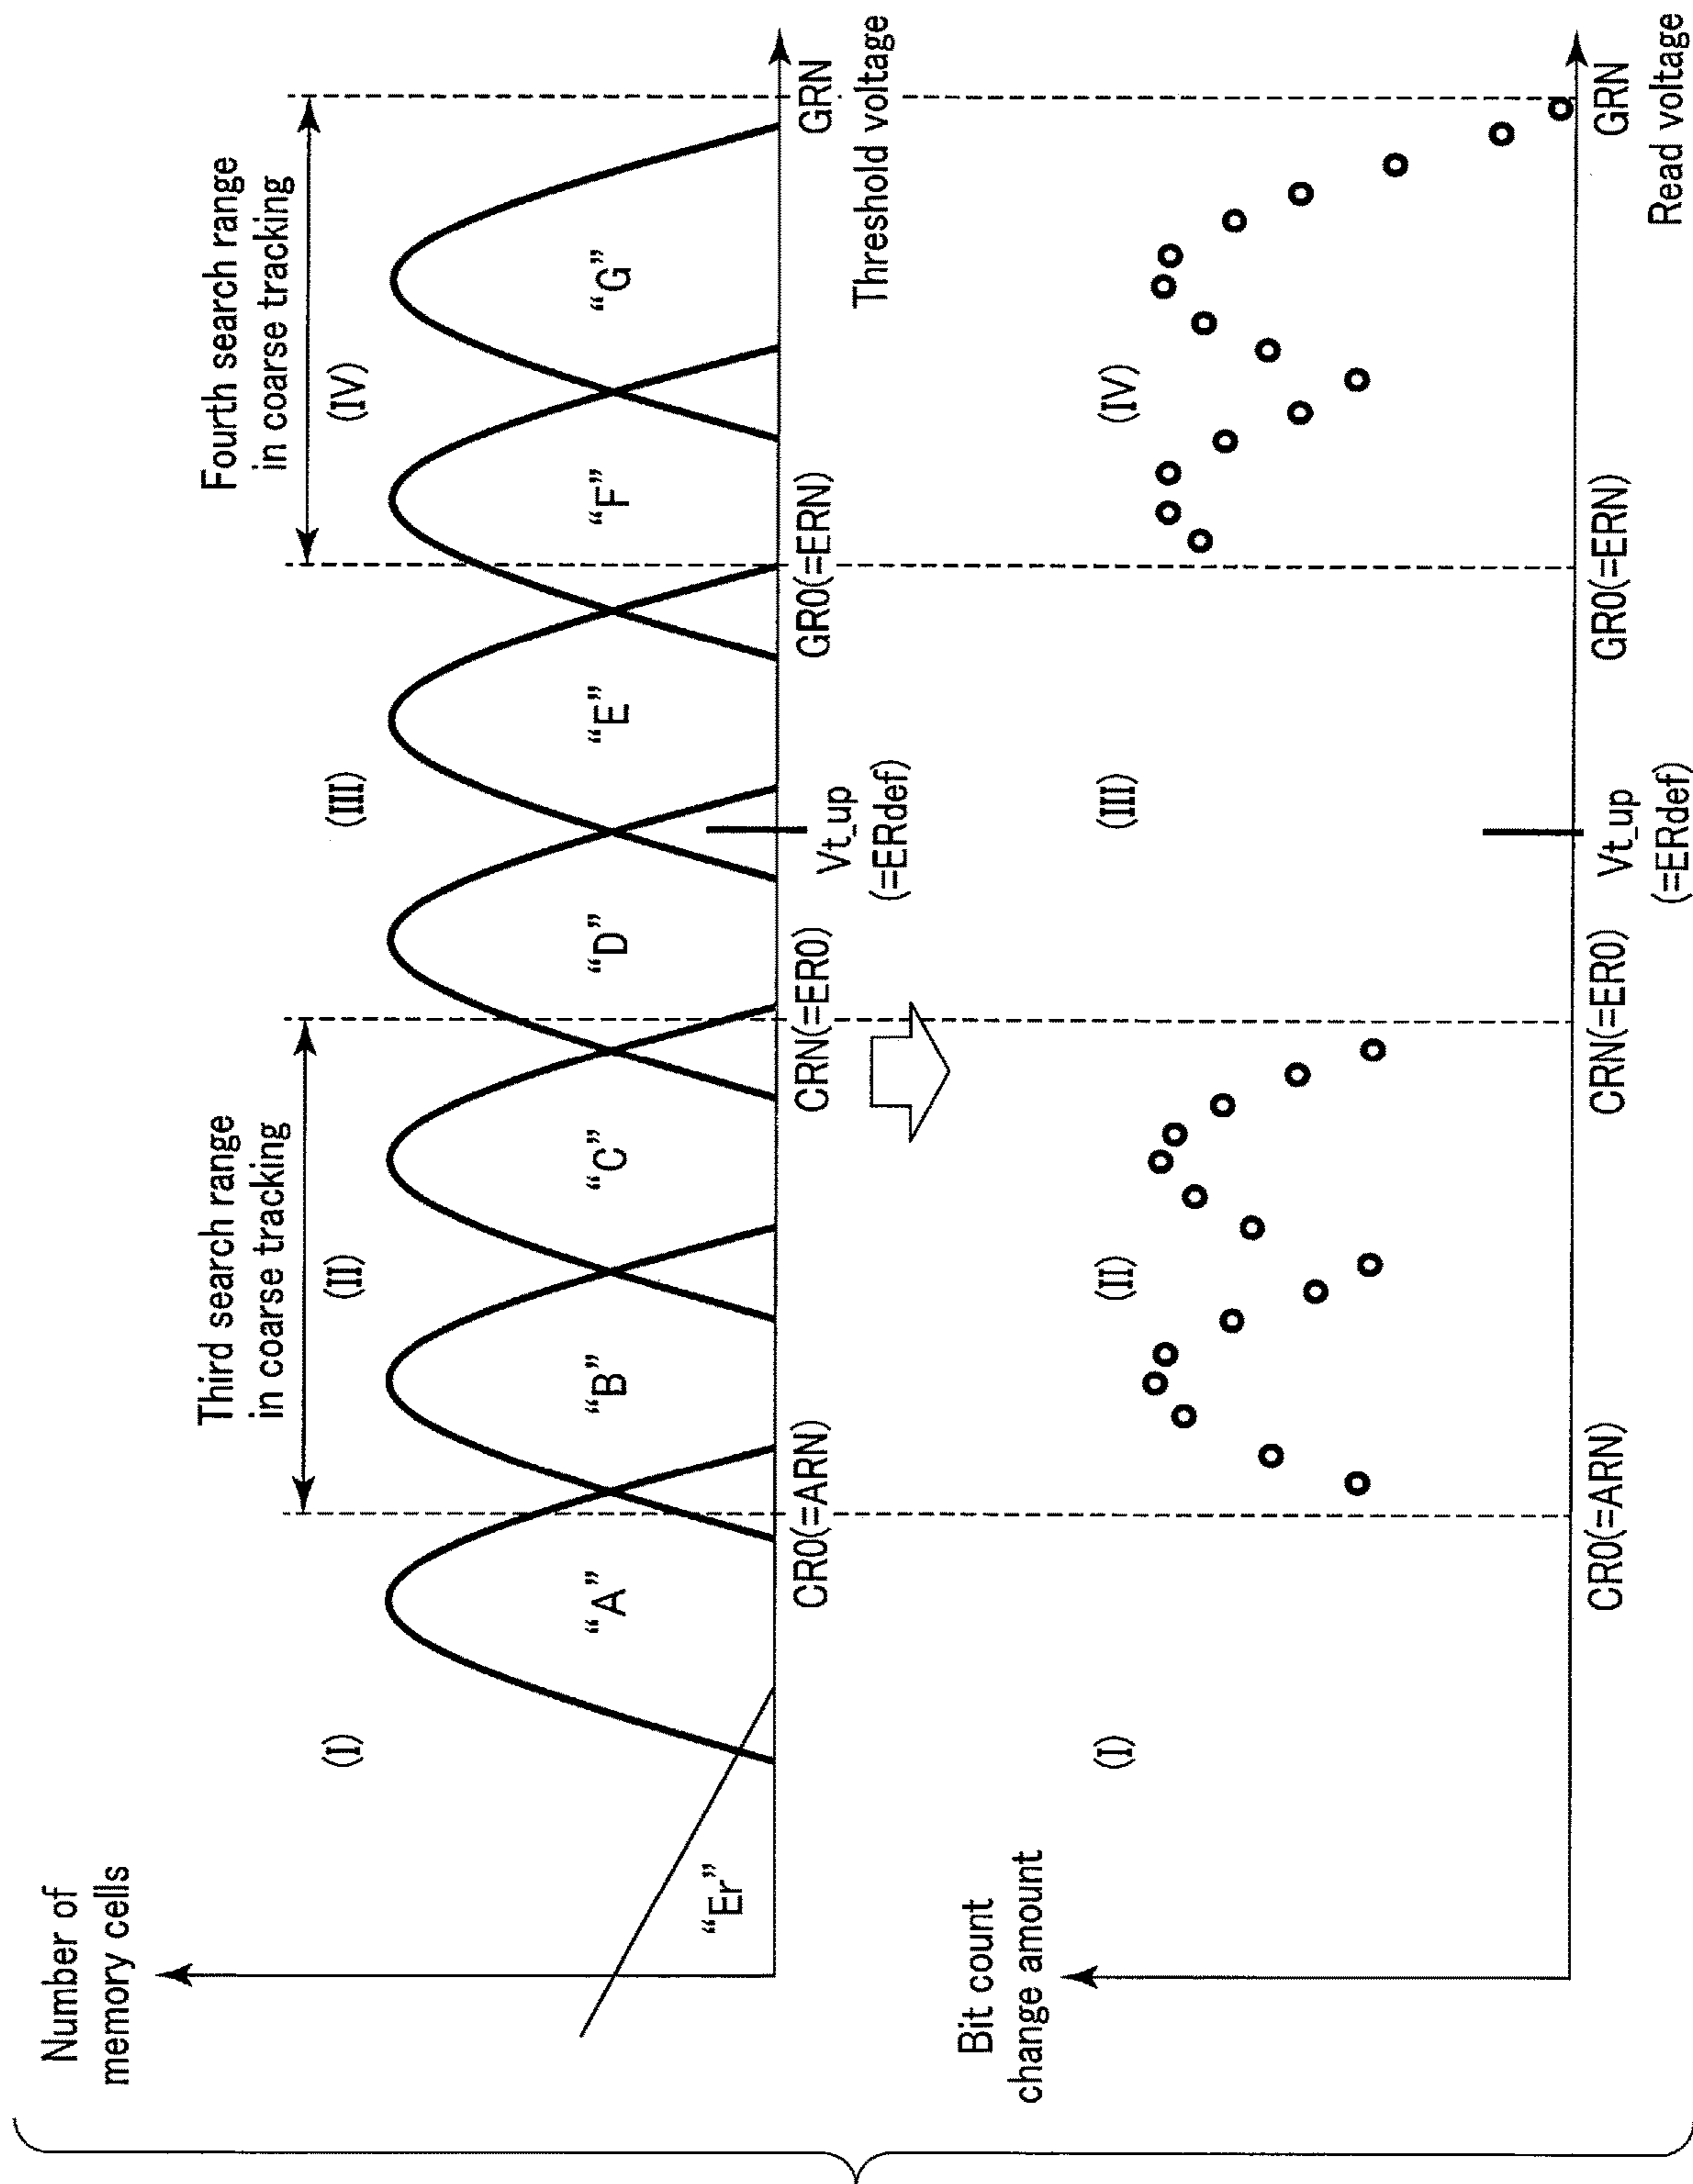 Number of
memory cells
Third search range
in coarse tracking
Fourth search range
in coarse tracking
(I)
(II)
(III)
(IV)
“Er”
“A”
“B”
“C”
“D”
“E”
“F”
“G”
CR0(=ARN)
CRN(=ER0)
Vt_up
(=ERdef)
GR0(=ERN)
GRN
Threshold voltage
Bit count
change amount
(I)
(II)
(III)
(IV)
CR0(=ARN)
CRN(=ER0)
Vt_up
(=ERdef)
GR0(=ERN)
GRN
Read voltage